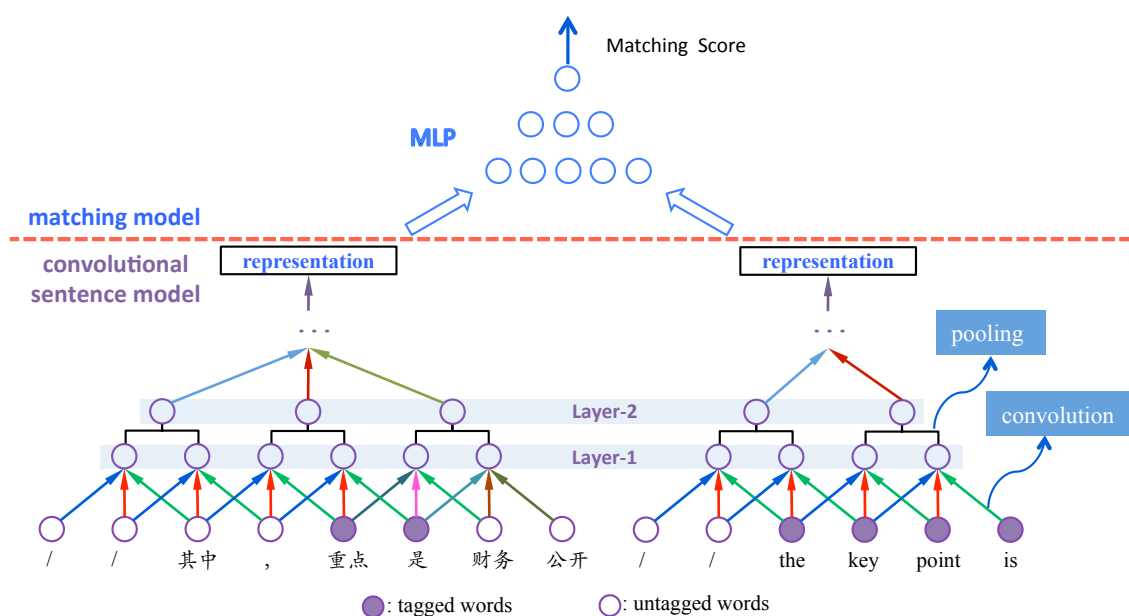 Matching Score
MLP
matching model
convolutional
sentence model
representation
representation
...
...
pooling
convolution
Layer-2
Layer-1
/ / 其中 , 重点 是 财务 公开
/ / the key point is
: tagged words
: untagged words